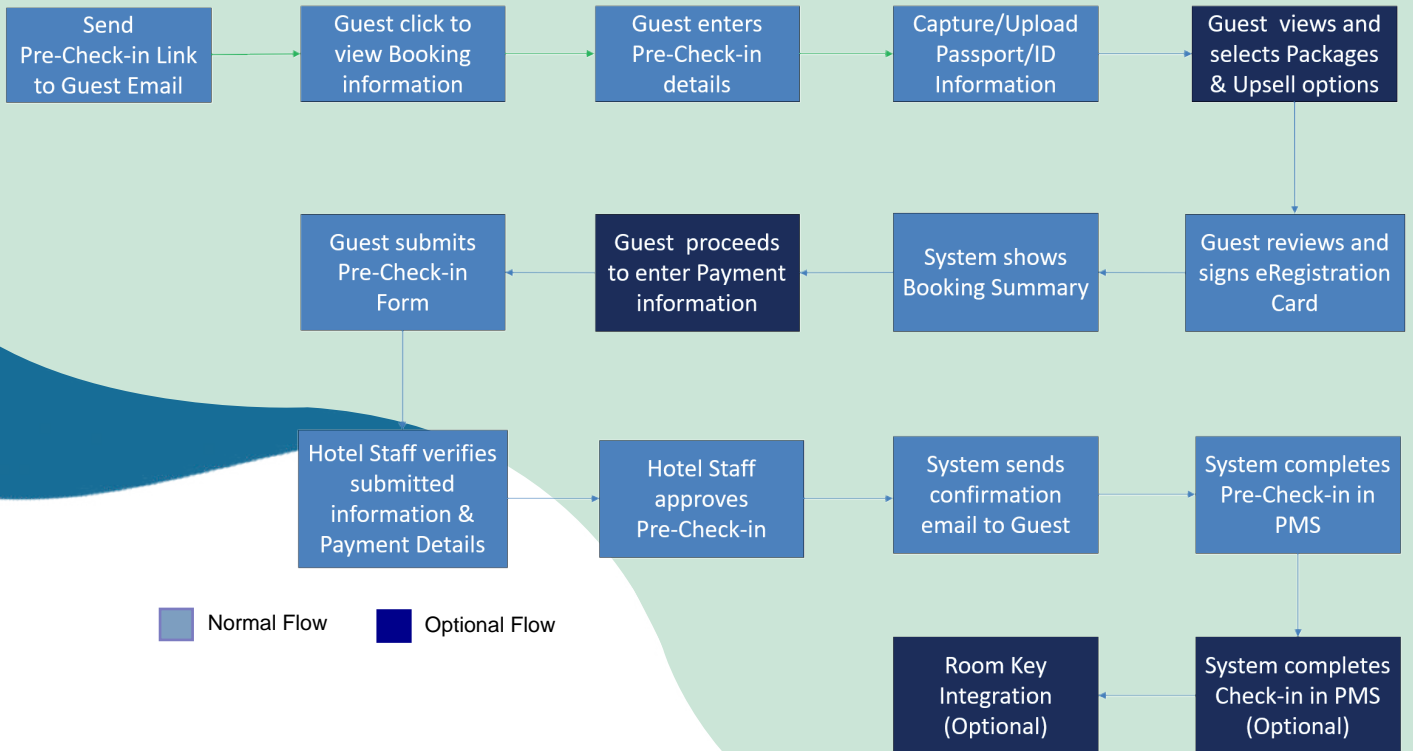 Send
Pre-Check-in Link
to Guest Email
Guest click to
view Booking
information
Guest enters
Pre-Check-in
details
Capture/Upload
Passport/ID
Information
Guest views and
selects Packages
& Upsell options
Guest submits
Pre-Check-in
Form
Guest proceeds
to enter Payment
information
System shows
Booking Summary
Guest reviews and
signs eRegistration
Card
Hotel Staff verifies
submitted
information &
Payment Details
Hotel Staff
approves
Pre-Check-in
System sends
confirmation
email to Guest
System completes
Pre-Check-in in
PMS
Normal Flow
Optional Flow
Room Key
Integration
(Optional)
System completes
Check-in in PMS
(Optional)